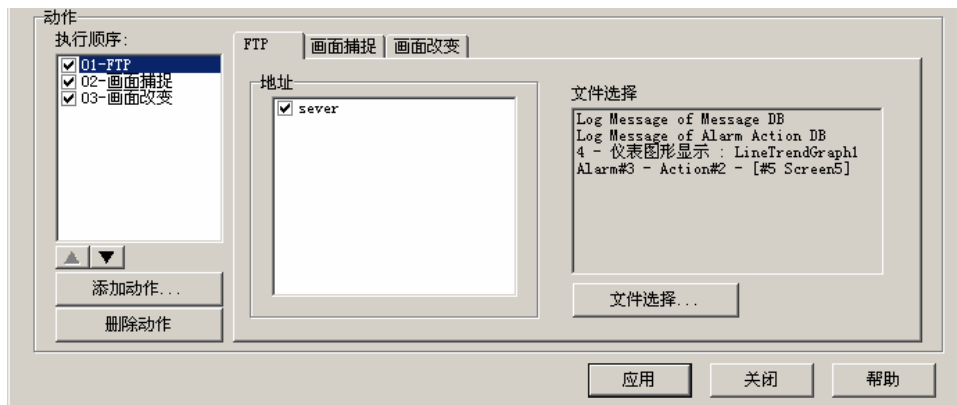 动作
执行顺序:
01-FTP
02-画面捕捉
03-画面改变
添加动作...
删除动作
FTP 画面捕捉 画面改变
地址
sever
文件选择
Log Message of Message DB
Log Message of Alarm Action DB
4 - 仪表图形显示 : LineTrendGraph1
Alarm#3 - Action#2 - [#5 Screen5]
文件选择...
应用 关闭 帮助